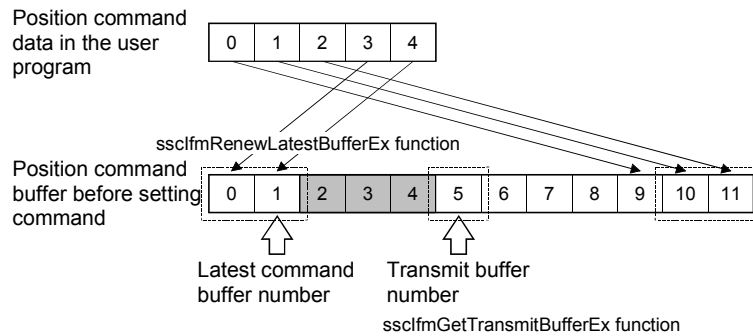 Position command
data in the user
program
0 1 2 3 4
sscIfmRenewLatestBufferEx function
Position command
buffer before setting
command
0 1 2 3 4 5 6 7 8 9 10 11
Latest command
buffer number
Transmit buffer
number
sscIfmGetTransmitBufferEx function